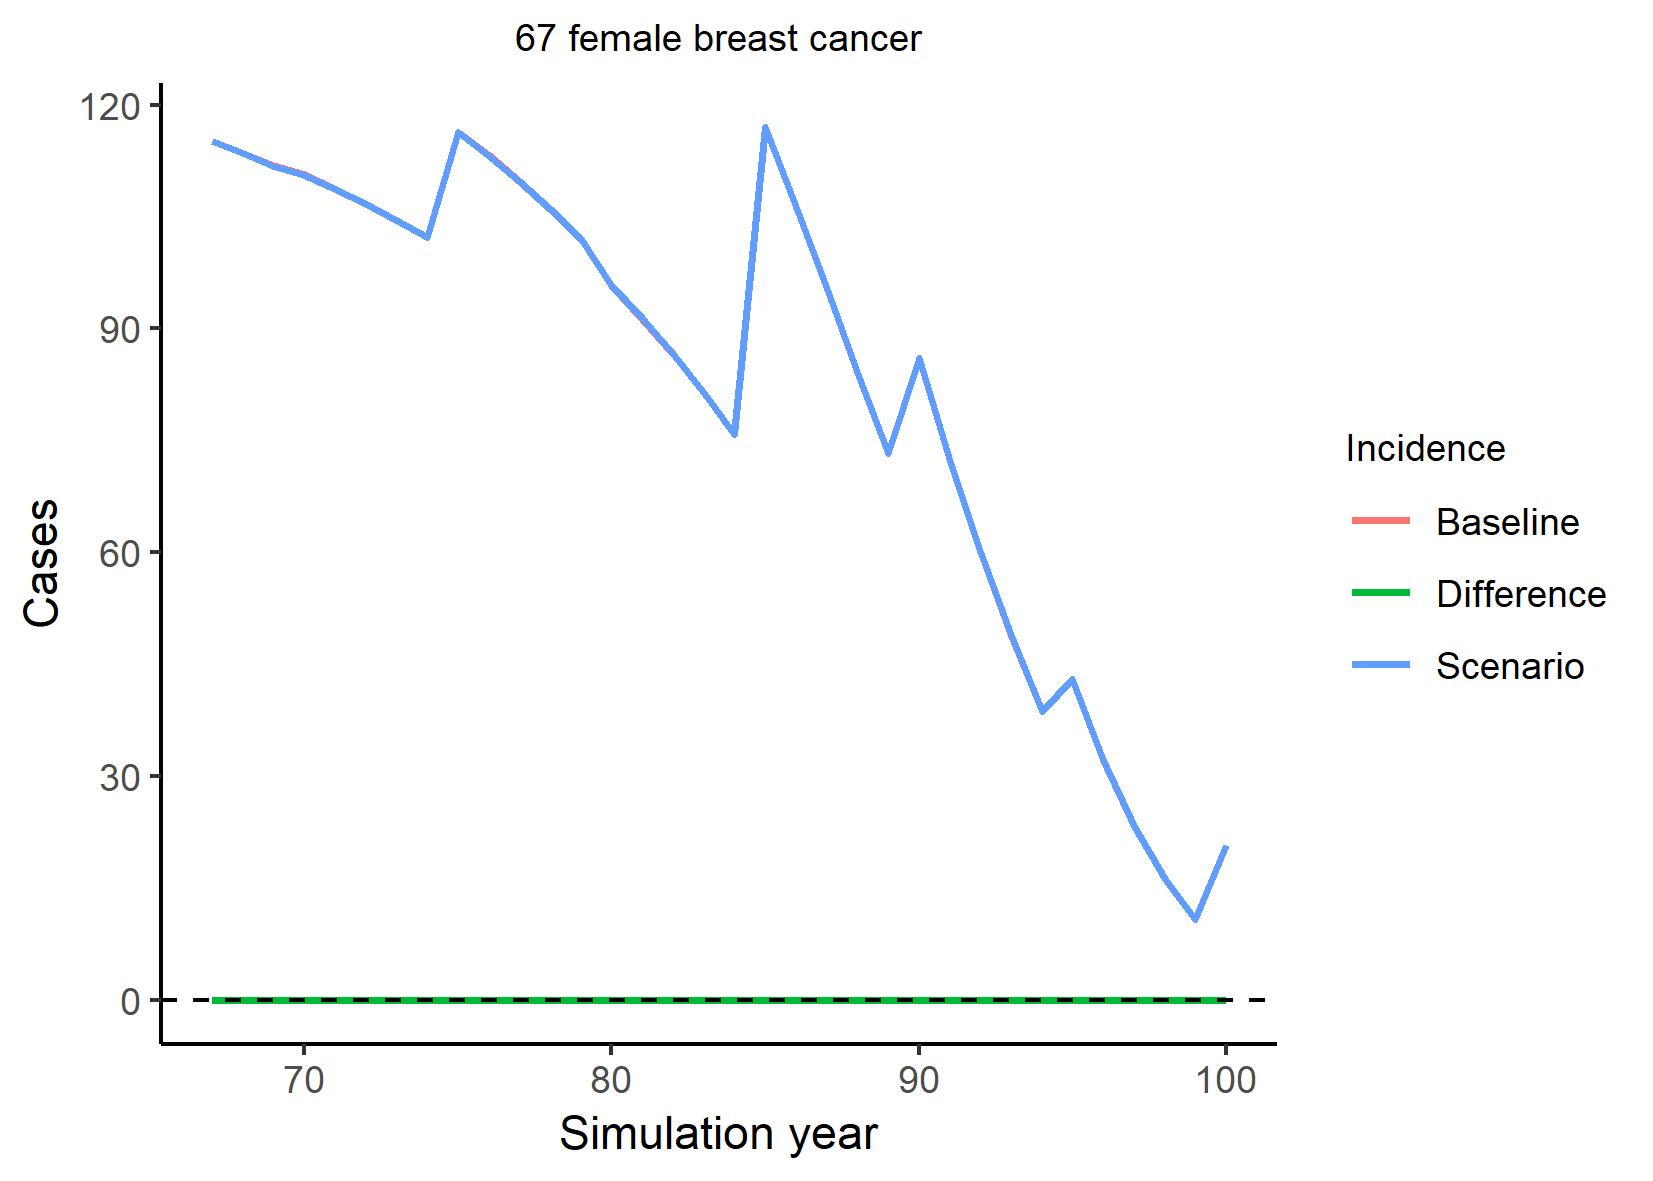 67 female breast cancer
120
90
60
30
0
Cases
70 80 90 100
Simulation year
Incidence
Baseline
Difference
Scenario